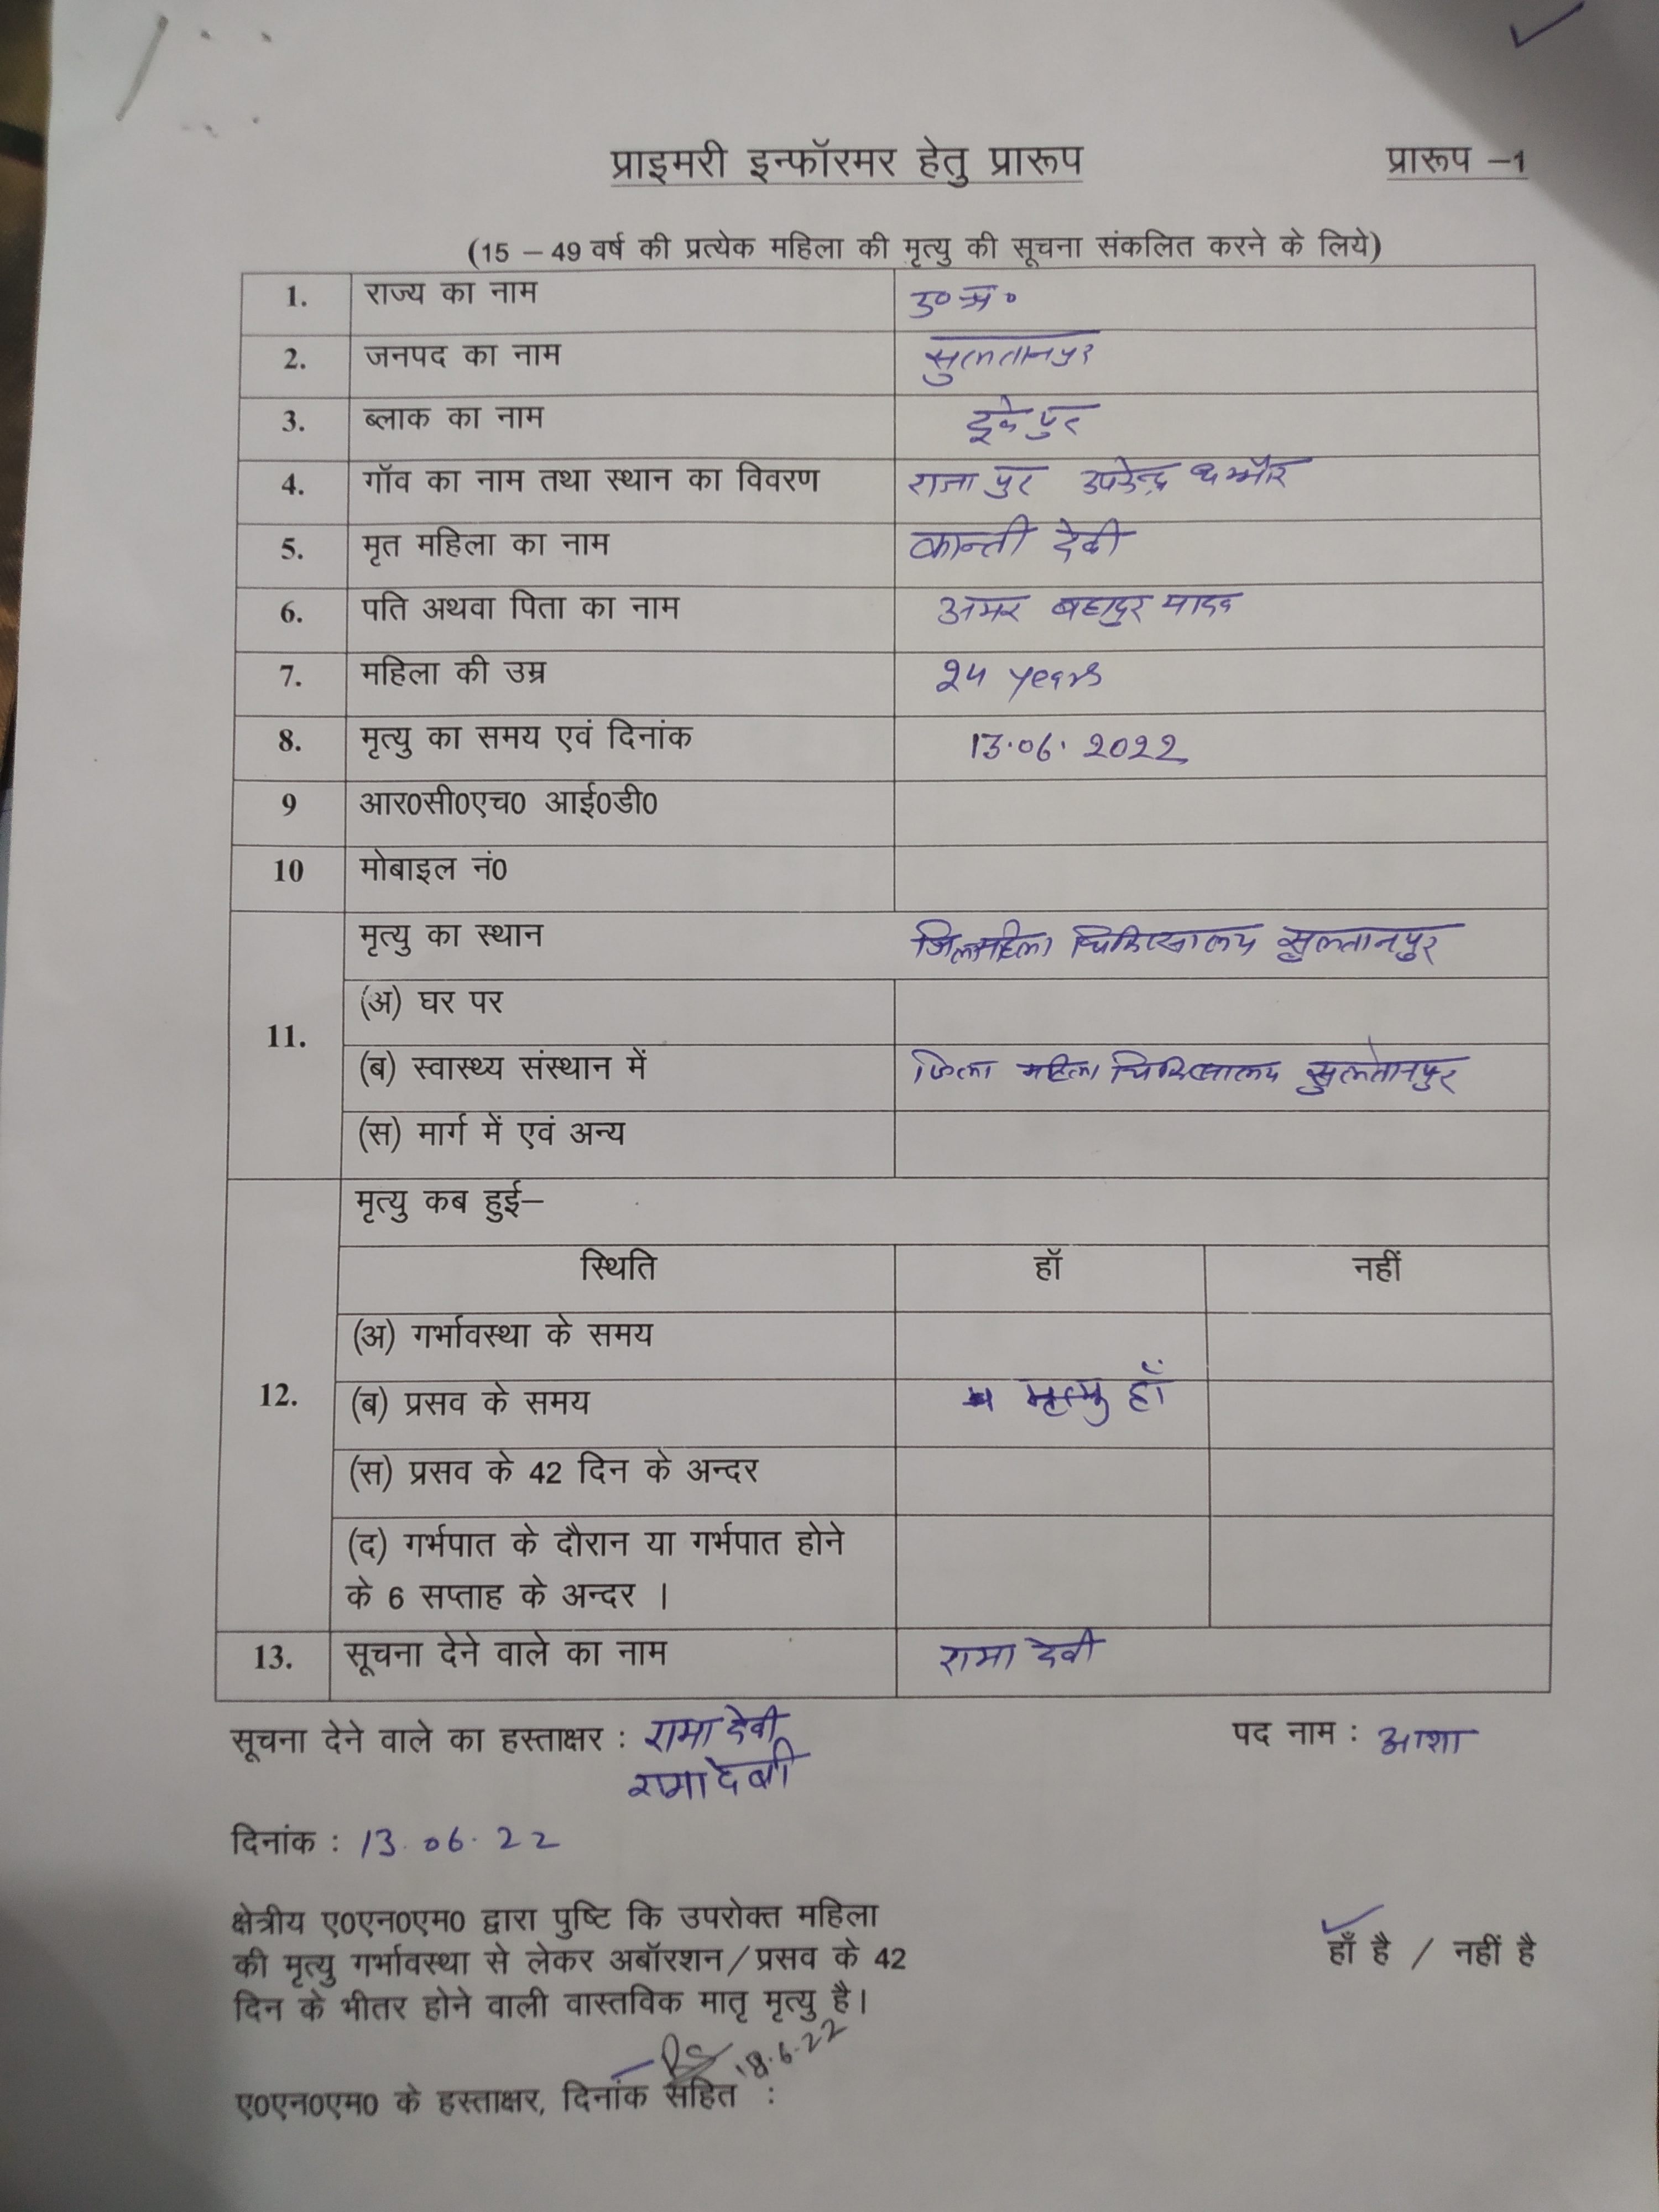 प्राइमरी इन्फॉरमर हेतु प्रारूप प्रारूप –1
(15 – 49 वर्ष की प्रत्येक महिला की मृत्यु की सूचना संकलित करने के लिये)
1. राज्य का नाम उ०प्र०
2. जनपद का नाम सुलतानपुर
3. ब्लाक का नाम
4. गॉव का नाम तथा स्थान का विवरण राजा पुर
5. मृत महिला का नाम कान्ती देवी
6. पति अथवा पिता का नाम अमर बहादुर यादव
7. महिला की उम्र 24 years
8. मृत्यु का समय एवं दिनांक 13.06.2022
9 आर0सी0एच0 आई0डी0
10 मोबाइल नं0
11. मृत्यु का स्थान जिला महिला चिकित्सालय सुलतानपुर
(अ) घर पर
(ब) स्वास्थ्य संस्थान में जिला महिला चिकित्सालय सुलतानपुर
(स) मार्ग में एवं अन्य
12. मृत्यु कब हुई–
स्थिति हॉ नहीं
(अ) गर्भावस्था के समय
(ब) प्रसव के समय मृत्यु हाँ
(स) प्रसव के 42 दिन के अन्दर
(द) गर्भपात के दौरान या गर्भपात होने
के 6 सप्ताह के अन्दर ।
13. सूचना देने वाले का नाम रामा देवी
सूचना देने वाले का हस्ताक्षर : रामा देवी पद नाम : आशा
रामा देवी
दिनांक : 13.06.22
क्षेत्रीय ए0एन0एम0 द्वारा पुष्टि कि उपरोक्त महिला
की मृत्यु गर्भावस्था से लेकर अबॉरशन/प्रसव के 42 हाँ है / नहीं है
दिन के भीतर होने वाली वास्तविक मातृ मृत्यु है।
18.6.22
ए0एन0एम0 के हस्ताक्षर, दिनांक सहित :